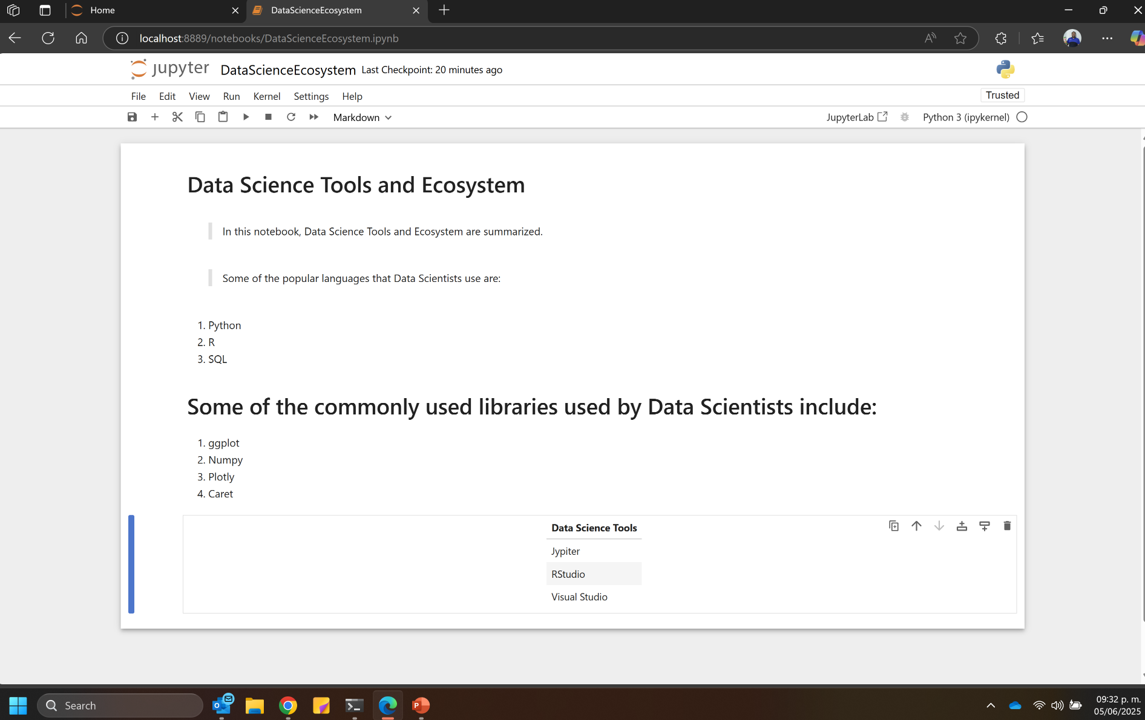 Home
DataScienceEcosystem
localhost:8889/notebooks/DataScienceEcosystem.ipynb
jupyter DataScienceEcosystem Last Checkpoint: 20 minutes ago
File Edit View Run Kernel Settings Help
Trusted
Markdown
JupyterLab
Python 3 (ipykernel)
Data Science Tools and Ecosystem
In this notebook, Data Science Tools and Ecosystem are summarized.
Some of the popular languages that Data Scientists use are:
1. Python
2. R
3. SQL
Some of the commonly used libraries used by Data Scientists include:
1. ggplot
2. Numpy
3. Plotly
4. Caret
Data Science Tools
Jypiter
RStudio
Visual Studio
Search
09:32 p. m.
05/06/2025